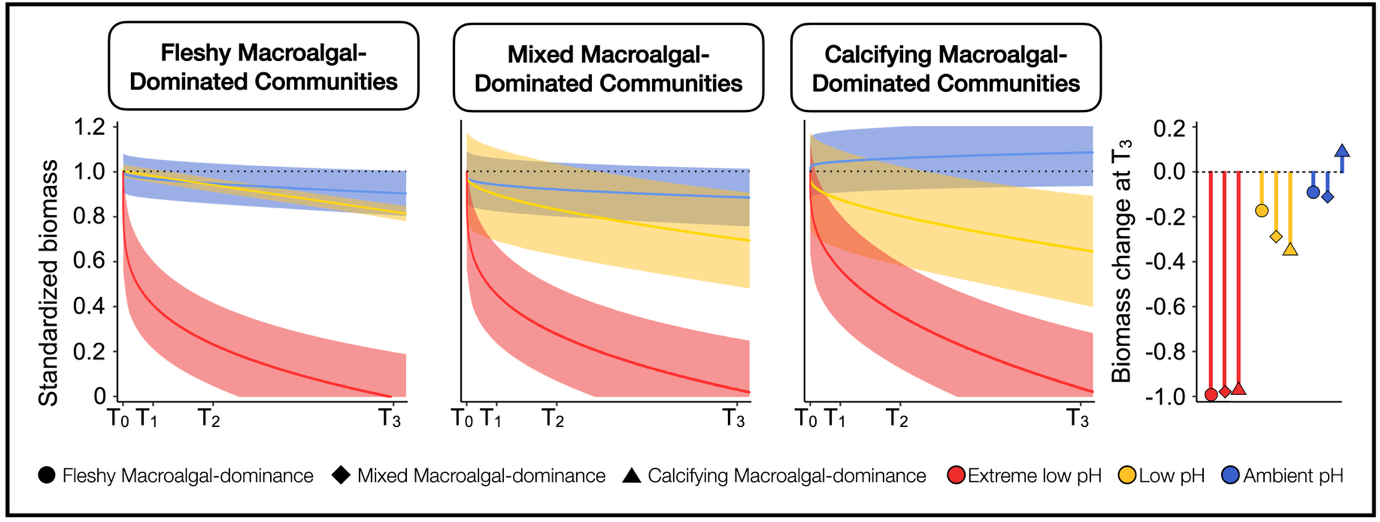 Fleshy Macroalgal-
Dominated Communities
Mixed Macroalgal-
Dominated Communities
Calcifying Macroalgal-
Dominated Communities
Standardized biomass
1.2
1.0
0.8
0.6
0.4
0.2
0
T0 T1 T2 T3
T0 T1 T2 T3
T0 T1 T2 T3
Biomass change at T3
0.2
0.0
-0.2
-0.4
-0.6
-0.8
-1.0
Fleshy Macroalgal-dominance Mixed Macroalgal-dominance Calcifying Macroalgal-dominance Extreme low pH Low pH Ambient pH